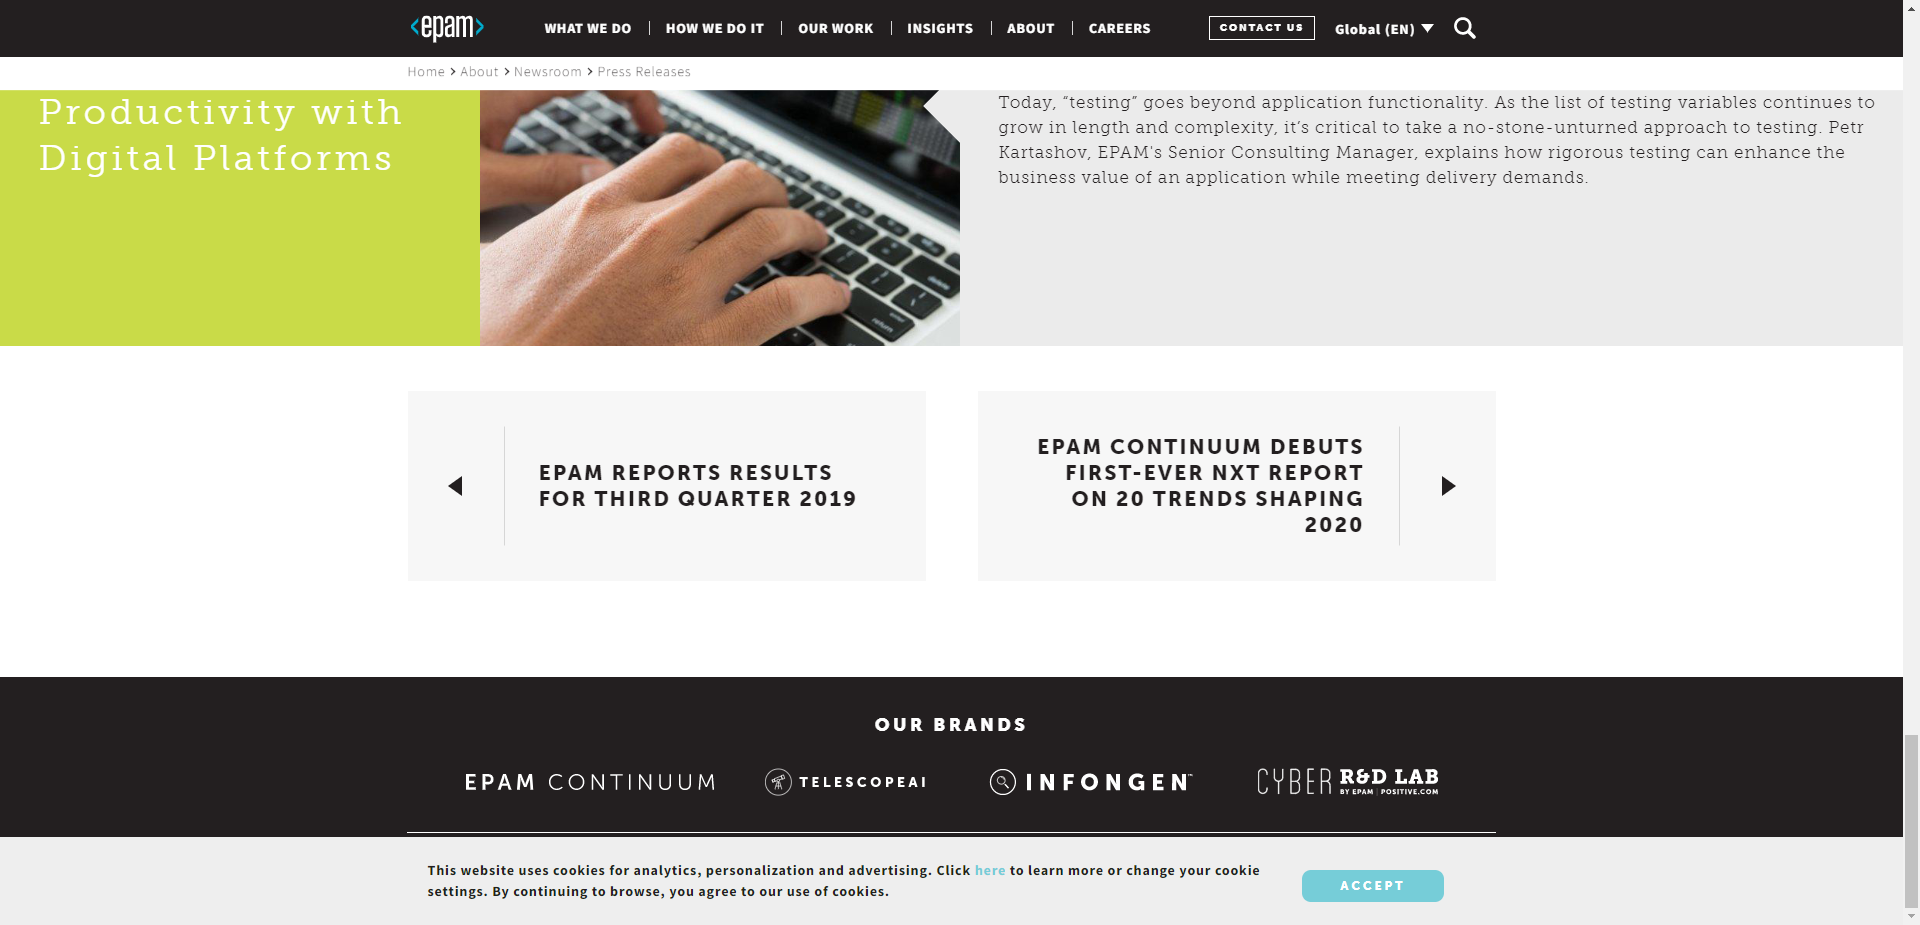 <epam>
WHAT WE DO
HOW WE DO IT
OUR WORK
INSIGHTS
ABOUT
CAREERS
CONTACT US
Global (EN)
Home > About > Newsroom > Press Releases
Productivity with
Digital Platforms
Today, “testing” goes beyond application functionality. As the list of testing variables continues to
grow in length and complexity, it’s critical to take a no-stone-unturned approach to testing. Petr
Kartashov, EPAM's Senior Consulting Manager, explains how rigorous testing can enhance the
business value of an application while meeting delivery demands.
EPAM REPORTS RESULTS
FOR THIRD QUARTER 2019
EPAM CONTINUUM DEBUTS
FIRST-EVER NXT REPORT
ON 20 TRENDS SHAPING
2020
OUR BRANDS
EPAM CONTINUUM
TELESCOPEAI
INFONGEN
CYBER R&D LAB
BY EPAM | POSITIVE.COM
This website uses cookies for analytics, personalization and advertising. Click here to learn more or change your cookie
settings. By continuing to browse, you agree to our use of cookies.
ACCEPT